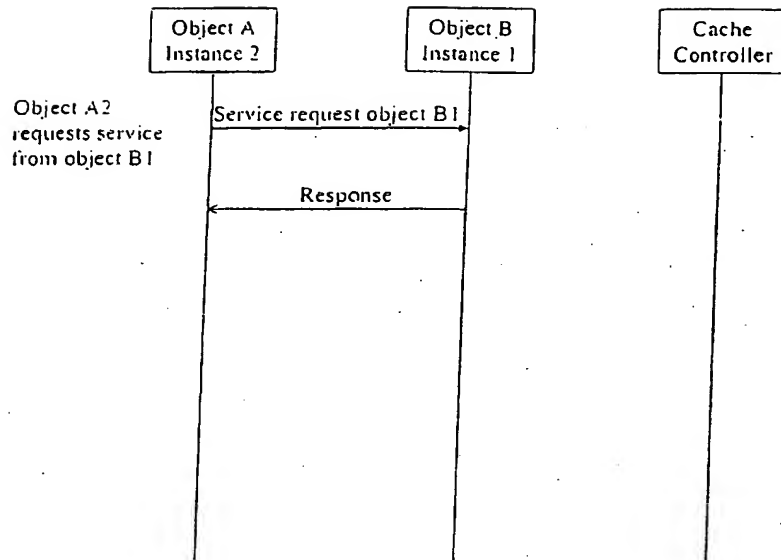 Object A
Instance 2
Object B
Instance 1
Cache
Controller
Object A2
requests service
from object B1
Service request object B1
Response